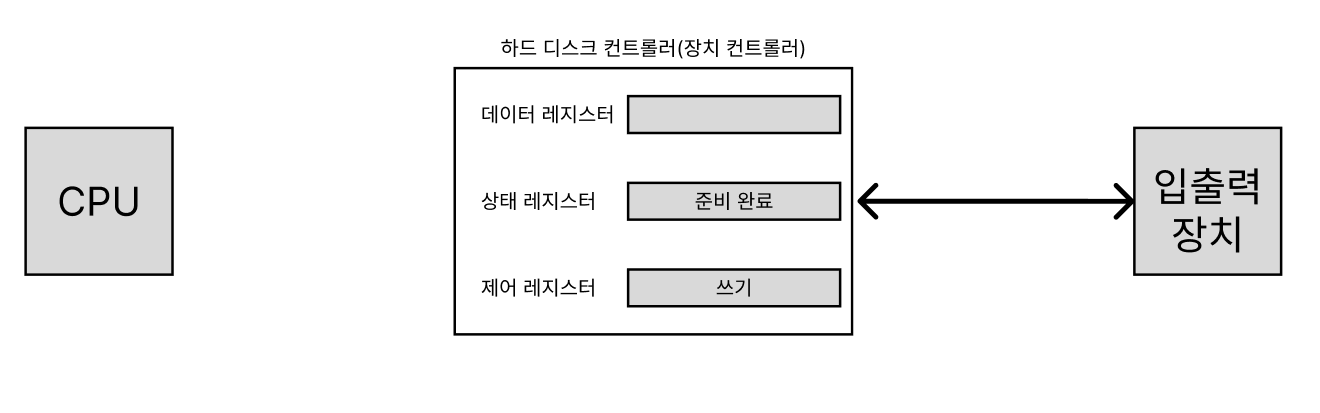 하드 디스크 컨트롤러(장치 컨트롤러)
CPU
데이터 레지스터
상태 레지스터
준비 완료
제어 레지스터
쓰기
입출력
장치